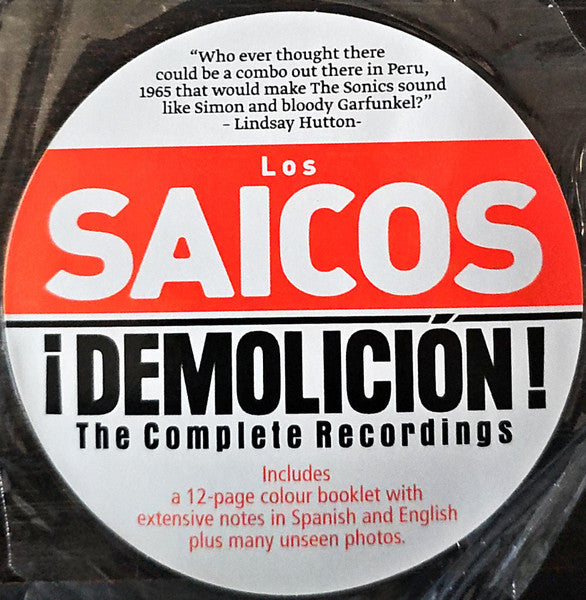 “Who ever thought there
could be a combo out there in Peru,
1965 that would make The Sonics sound
like Simon and bloody Garfunkel?”
– Lindsay Hutton-
Los
SAICOS
¡DEMOLICIÓN!
The Complete Recordings
Includes
a 12-page colour booklet with
extensive notes in Spanish and English
plus many unseen photos.